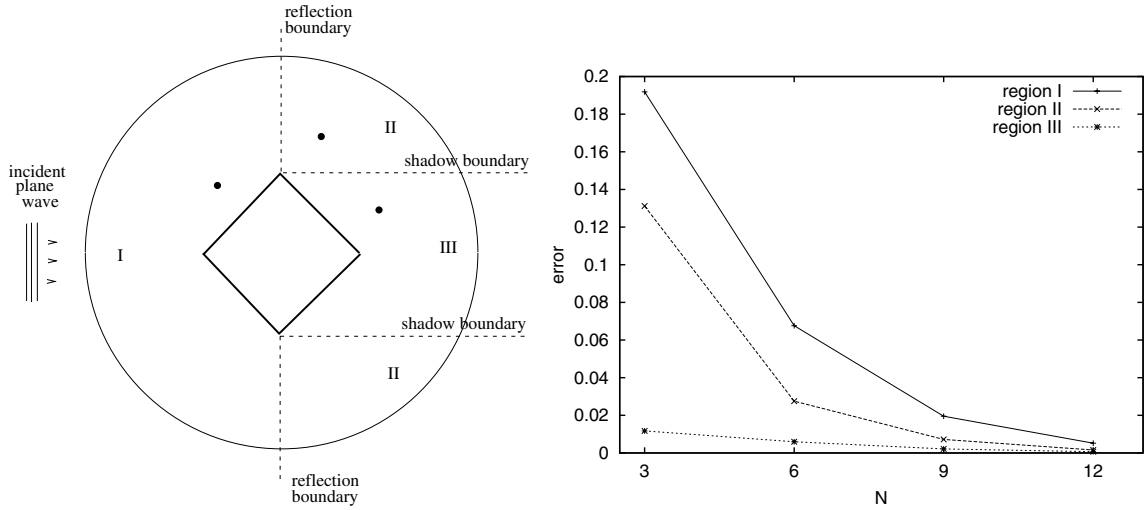 reflection
boundary
II
shadow boundary
incident
plane
wave
I
III
shadow boundary
II
reflection
boundary
0.2
0.18
0.16
0.14
0.12
0.1
0.08
0.06
0.04
0.02
0
error
region I
region II
region III
3
6
9
12
N